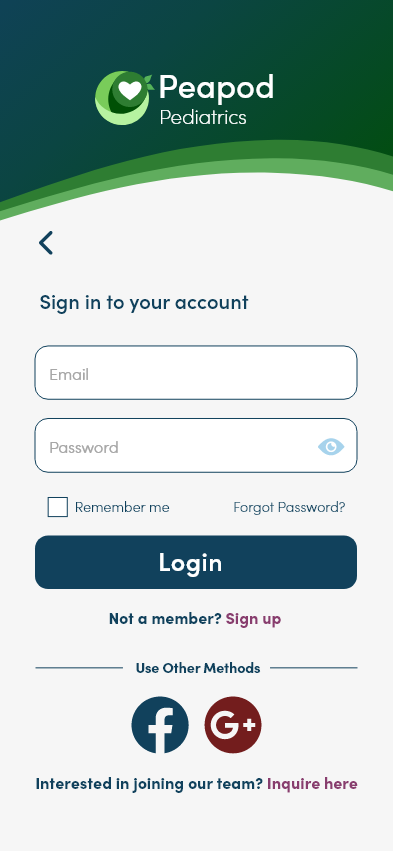 Peapod
Pediatrics
Sign in to your account
Email
Password
Remember me
Forgot Password?
Login
Not a member? Sign up
Use Other Methods
f
G+
Interested in joining our team? Inquire here